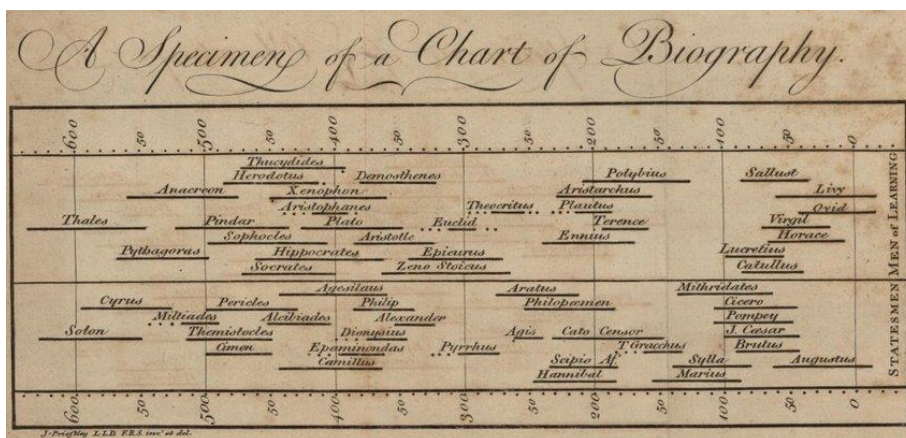 A Specimen of a Chart of Biography.
600 50 500 50 400 50 300 50 200 50 100 50 0
Thucydides
Herodotus Demosthenes Polybius Sallust
Anacreon Xenophon Aristarchus Livy
Aristophanes Theocritus Plautus Ovid
Thales Pindar Plato Euclid Terence Virgil
Sophocles Aristotle Ennius Horace
Pythagoras Hippocrates Epicurus Lucretius
Socrates Zeno Stoicus Catullus
MEN of LEARNING
Agesilaus Aratus Mithridates
Cyrus Pericles Philip Philopœmen Cicero
Miltiades Alcibiades Alexander Pompey
Solon Themistocles Dionysius Agis Cato Censor J. Cæsar
Cimon Epaminondas Pyrrhus T Gracchus Brutus
Camillus Scipio Af. Sylla Augustus
Hannibal Marius
STATESMEN
600 50 500 50 400 50 300 50 200 50 100 50 0
J. Priestley L.L.D. F.R.S. inv.t et del.